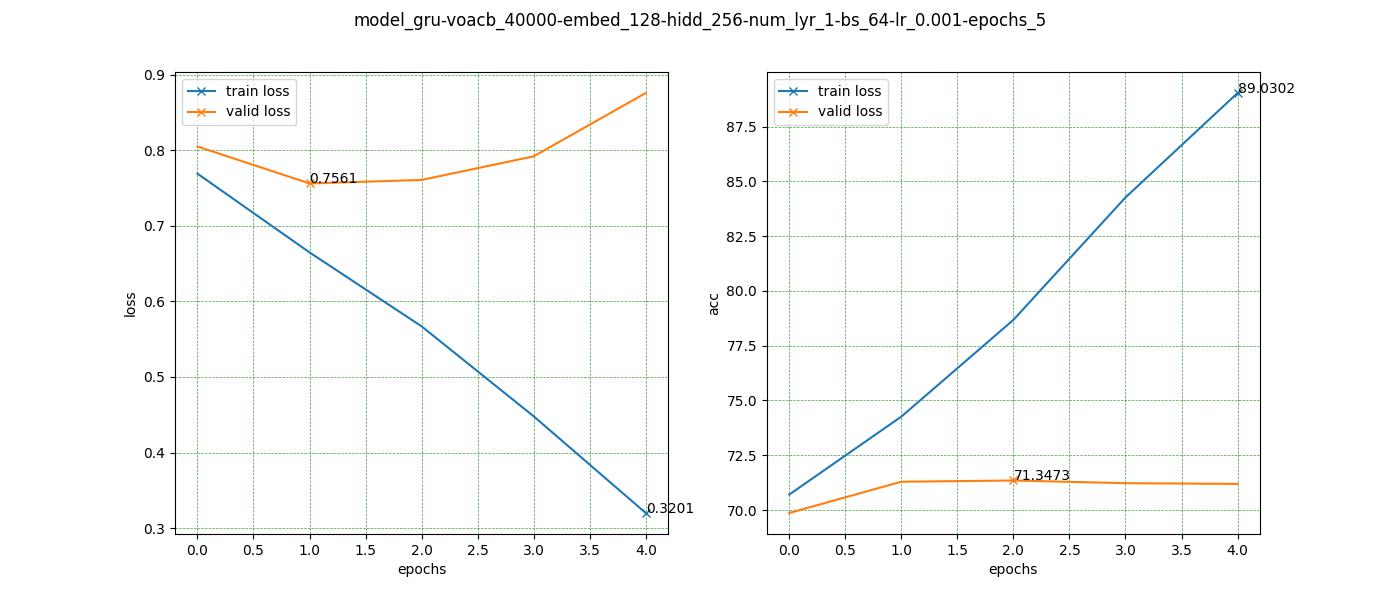 model_gru-voacb_40000-embed_128-hidd_256-num_lyr_1-bs_64-lr_0.001-epochs_5
train loss
valid loss
0.9
0.8
0.7
0.6
0.5
0.4
0.3
loss
0.7561
0.3201
0.0 0.5 1.0 1.5 2.0 2.5 3.0 3.5 4.0
epochs
train loss
valid loss
87.5
85.0
82.5
80.0
77.5
75.0
72.5
70.0
acc
89.0302
71.3473
0.0 0.5 1.0 1.5 2.0 2.5 3.0 3.5 4.0
epochs